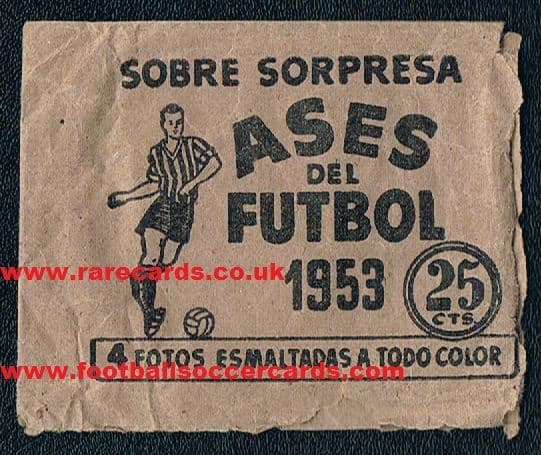 SOBRE SORPRESA
ASES
DEL
FUTBOL
1953
25
CTS.
www.rarecards.co.uk
4 FOTOS ESMALTADAS A TODO COLOR
www.footballsoccercards.com